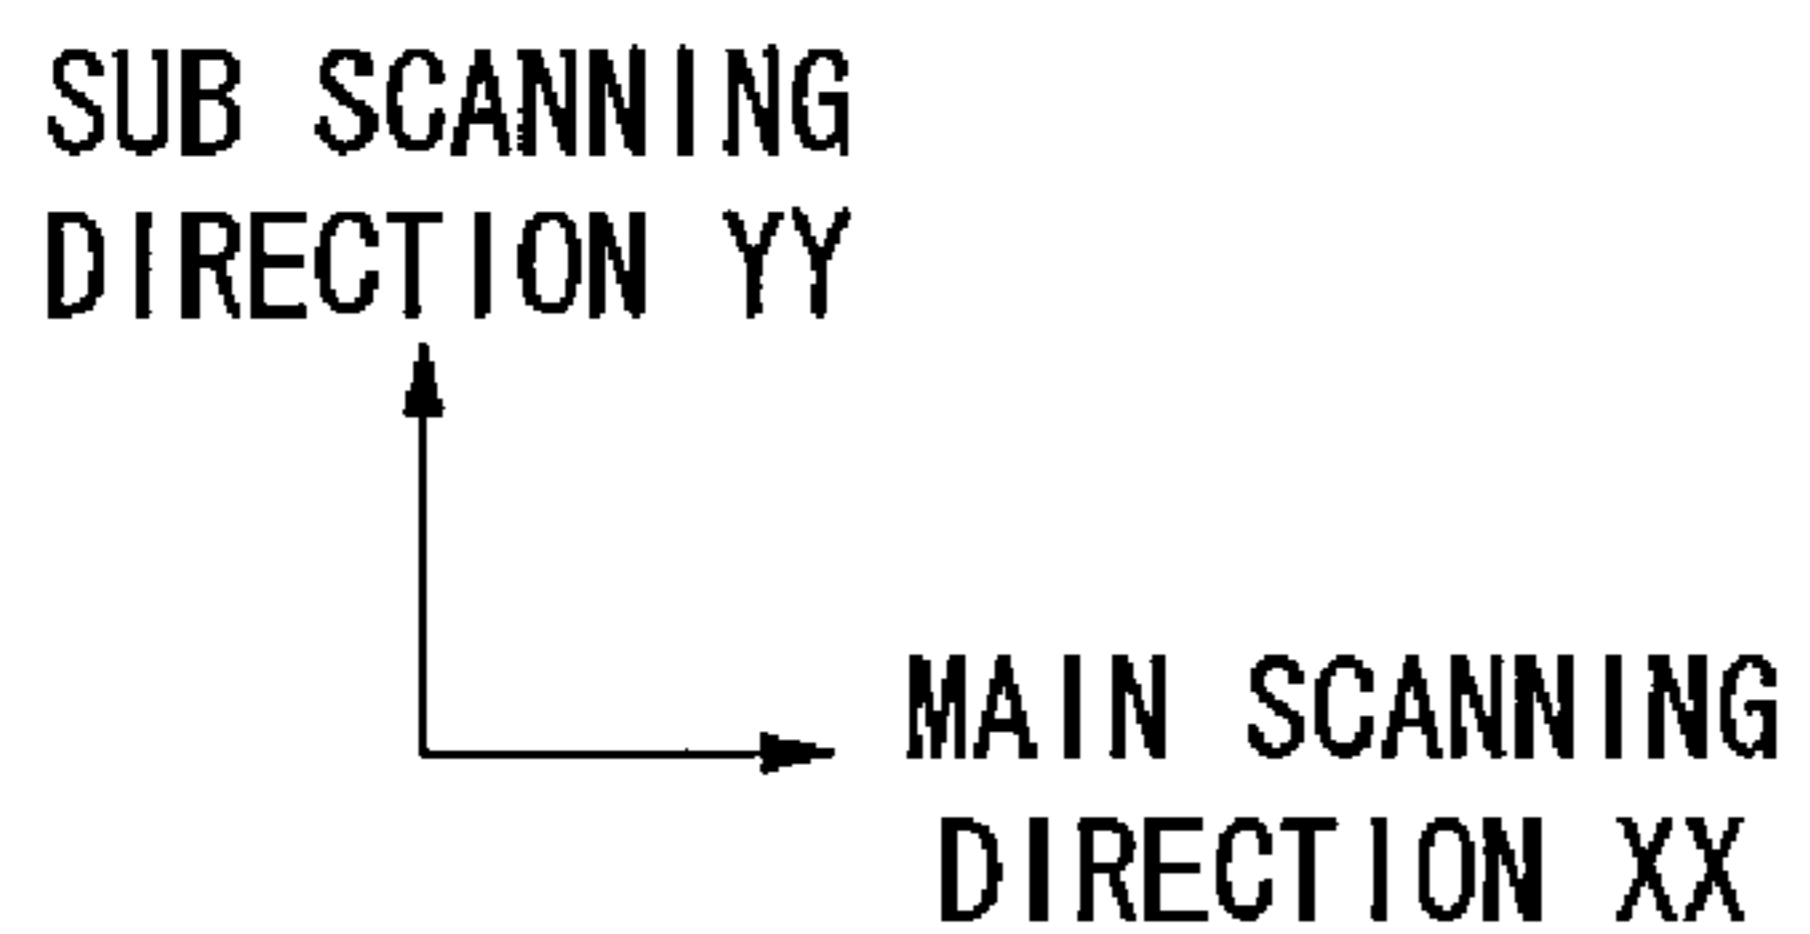 SUB SCANNING
DIRECTION YY
MAIN SCANNING
DIRECTION XX